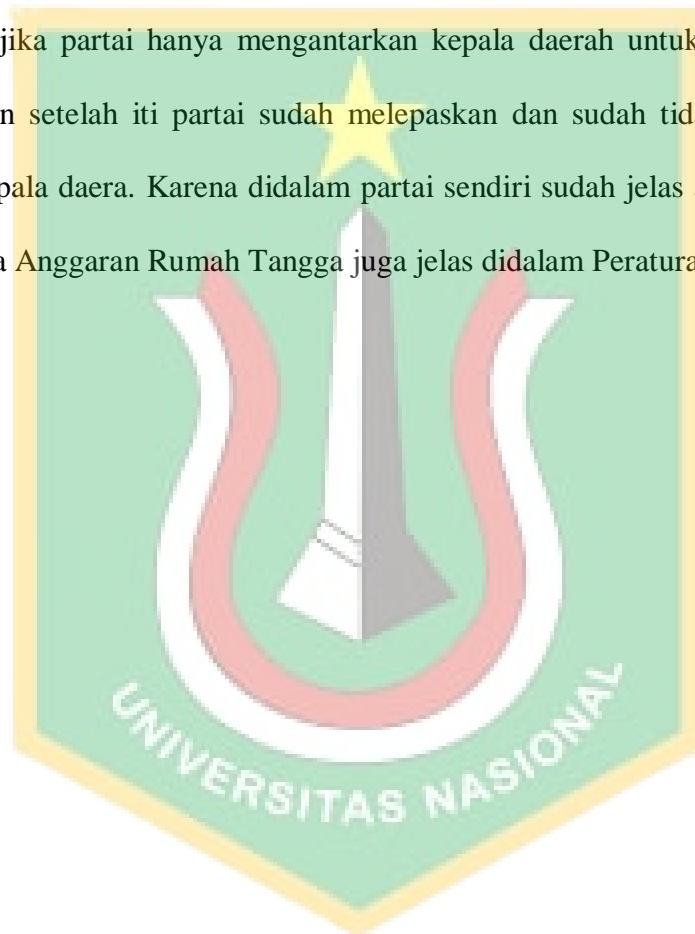 jika partai hanya mengantarkan kepala daerah untuk
n setelah iti partai sudah melepaskan dan sudah tid
pala daera. Karena didalam partai sendiri sudah jelas
a Anggaran Rumah Tangga juga jelas didalam Peratura
UNIVERSITAS NASIONAL